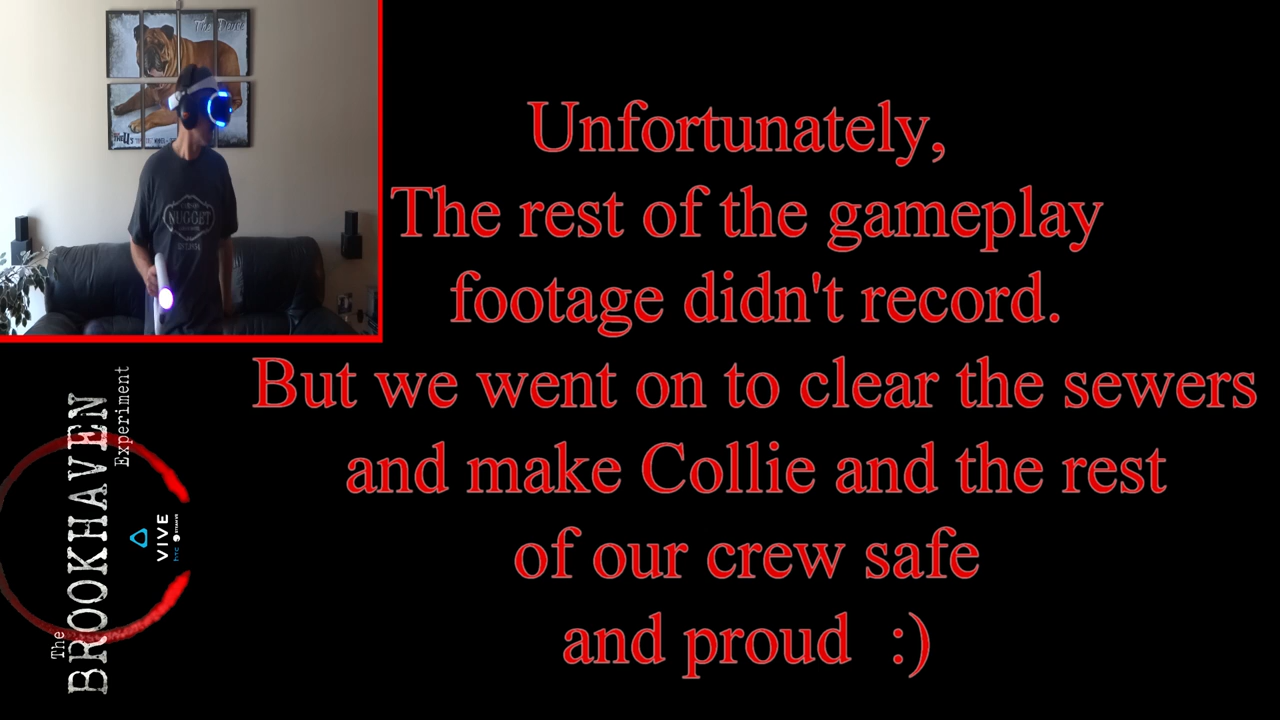 Unfortunately,
The rest of the gameplay
footage didn't record.
But we went on to clear the sewers
and make Collie and the rest
of our crew safe
and proud :)
NUGGET
The
BROOKHAVEN
Experiment
VIVE
htc